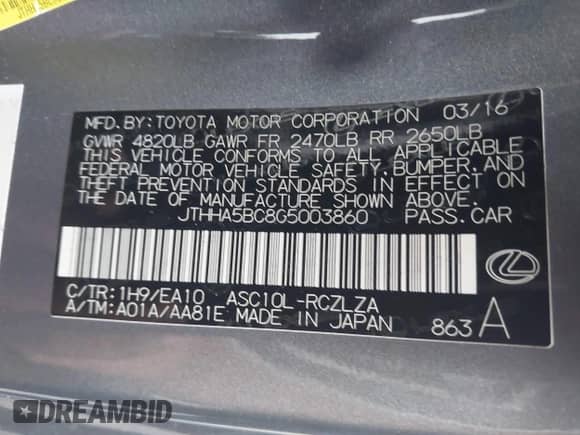 MFD.BY:TOYOTA MOTOR CORPORATION 03/16
GVWR 4820LB GAWR FR 2470LB RR 2650LB
THIS VEHICLE CONFORMS TO ALL APPLICABLE
FEDERAL MOTOR VEHICLE SAFETY,BUMPER,AND
THEFT PREVENTION STANDARDS IN EFFECT ON
THE DATE OF MANUFACTURE SHOWN ABOVE.
JTHHA5BC8G5003860 PASS.CAR
C/TR:1H9/EA10 ASC10L-RCZLZA
A/TM:A01A/AA81E MADE IN JAPAN 863 A
DREAMBID